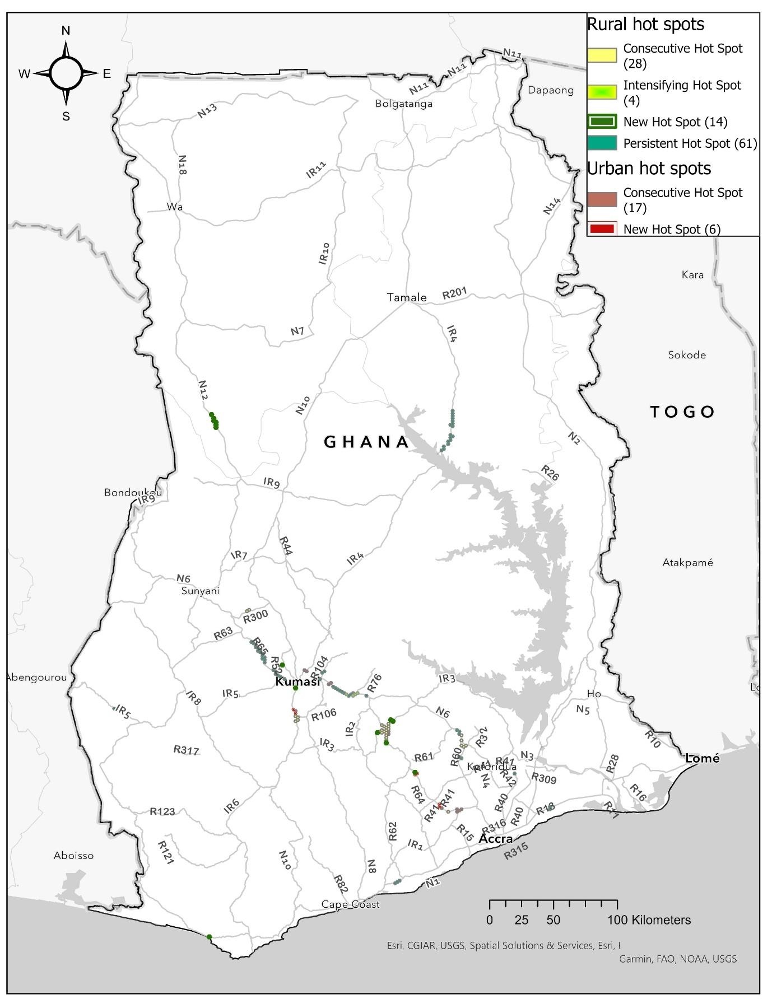 N
W E
S
Rural hot spots
Consecutive Hot Spot
(28)
Intensifying Hot Spot
(4)
New Hot Spot (14)
Persistent Hot Spot (61)
Urban hot spots
Consecutive Hot Spot
(17)
New Hot Spot (6)
N11
N11
N11
Dapaong
Bolgatanga
N13
N18
IR11
N14
Wa
IR10
Kara
Tamale
R201
N7
IR4
Sokode
N12
N10
TOGO
GHANA
N2
R26
IR9
Bondoukou
IR9
R44
IR7
IR4
Atakpamé
N6
Sunyani
R300
R63
R65
R52
R104
Abengourou
Kumasi
R76
IR3
IR5
IR8
Ho
IR5
R106
N6
N5
IR2
R32
R10
IR3
R317
R61
R60
N3
Lomé
R41
R41
Koforidua
R28
R42
N4
R309
R64
R41
R16
R40
R123
IR6
R41
R40
R18
R11
R62
R15
R316
Accra
IR1
R315
R121
Aboisso
N10
N8
R82
N1
Cape Coast
0 25 50 100 Kilometers
Esri, CGIAR, USGS, Spatial Solutions & Services, Esri,
Garmin, FAO, NOAA, USGS